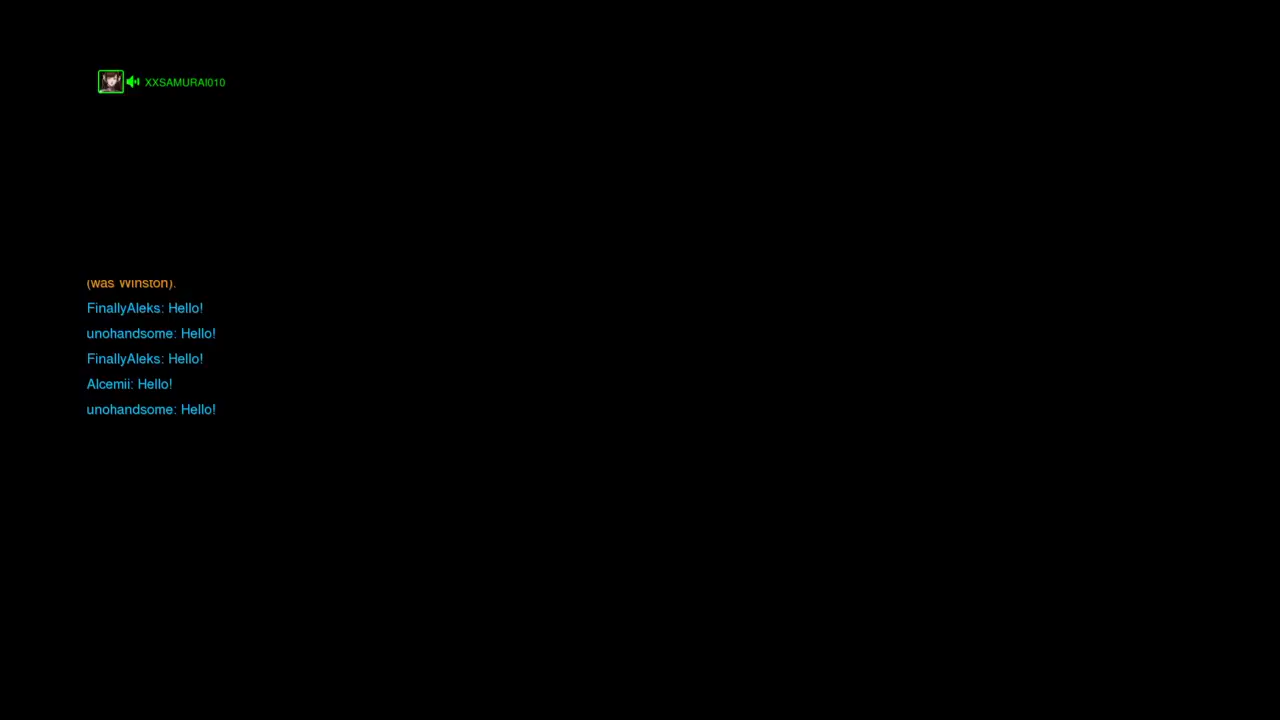 XXSAMURAI010
(was Winston).
FinallyAleks: Hello!
unohandsome: Hello!
FinallyAleks: Hello!
Alcemii: Hello!
unohandsome: Hello!